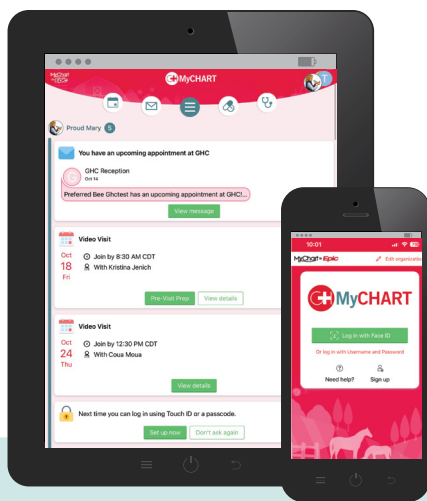 MyChart
by Epic
G+MyCHART
T
Proud Mary 5
You have an upcoming appointment at GHC
GHC Reception
Oct 14
Preferred Bee Ghctest has an upcoming appointment at GHC!...
View message
Video Visit
Oct
18
Fri
Join by 8:30 AM CDT
With Kristina Jenich
Pre-Visit Prep
View details
Video Visit
Oct
24
Thu
Join by 12:30 PM CDT
With Coua Moua
View details
Next time you can log in using Touch ID or a passcode.
Set up now
Don't ask again
10:01
MyChart by Epic
Edit organization
G+MyCHART
Log in with Face ID
Or log in with Username and Password
Need help?
Sign up